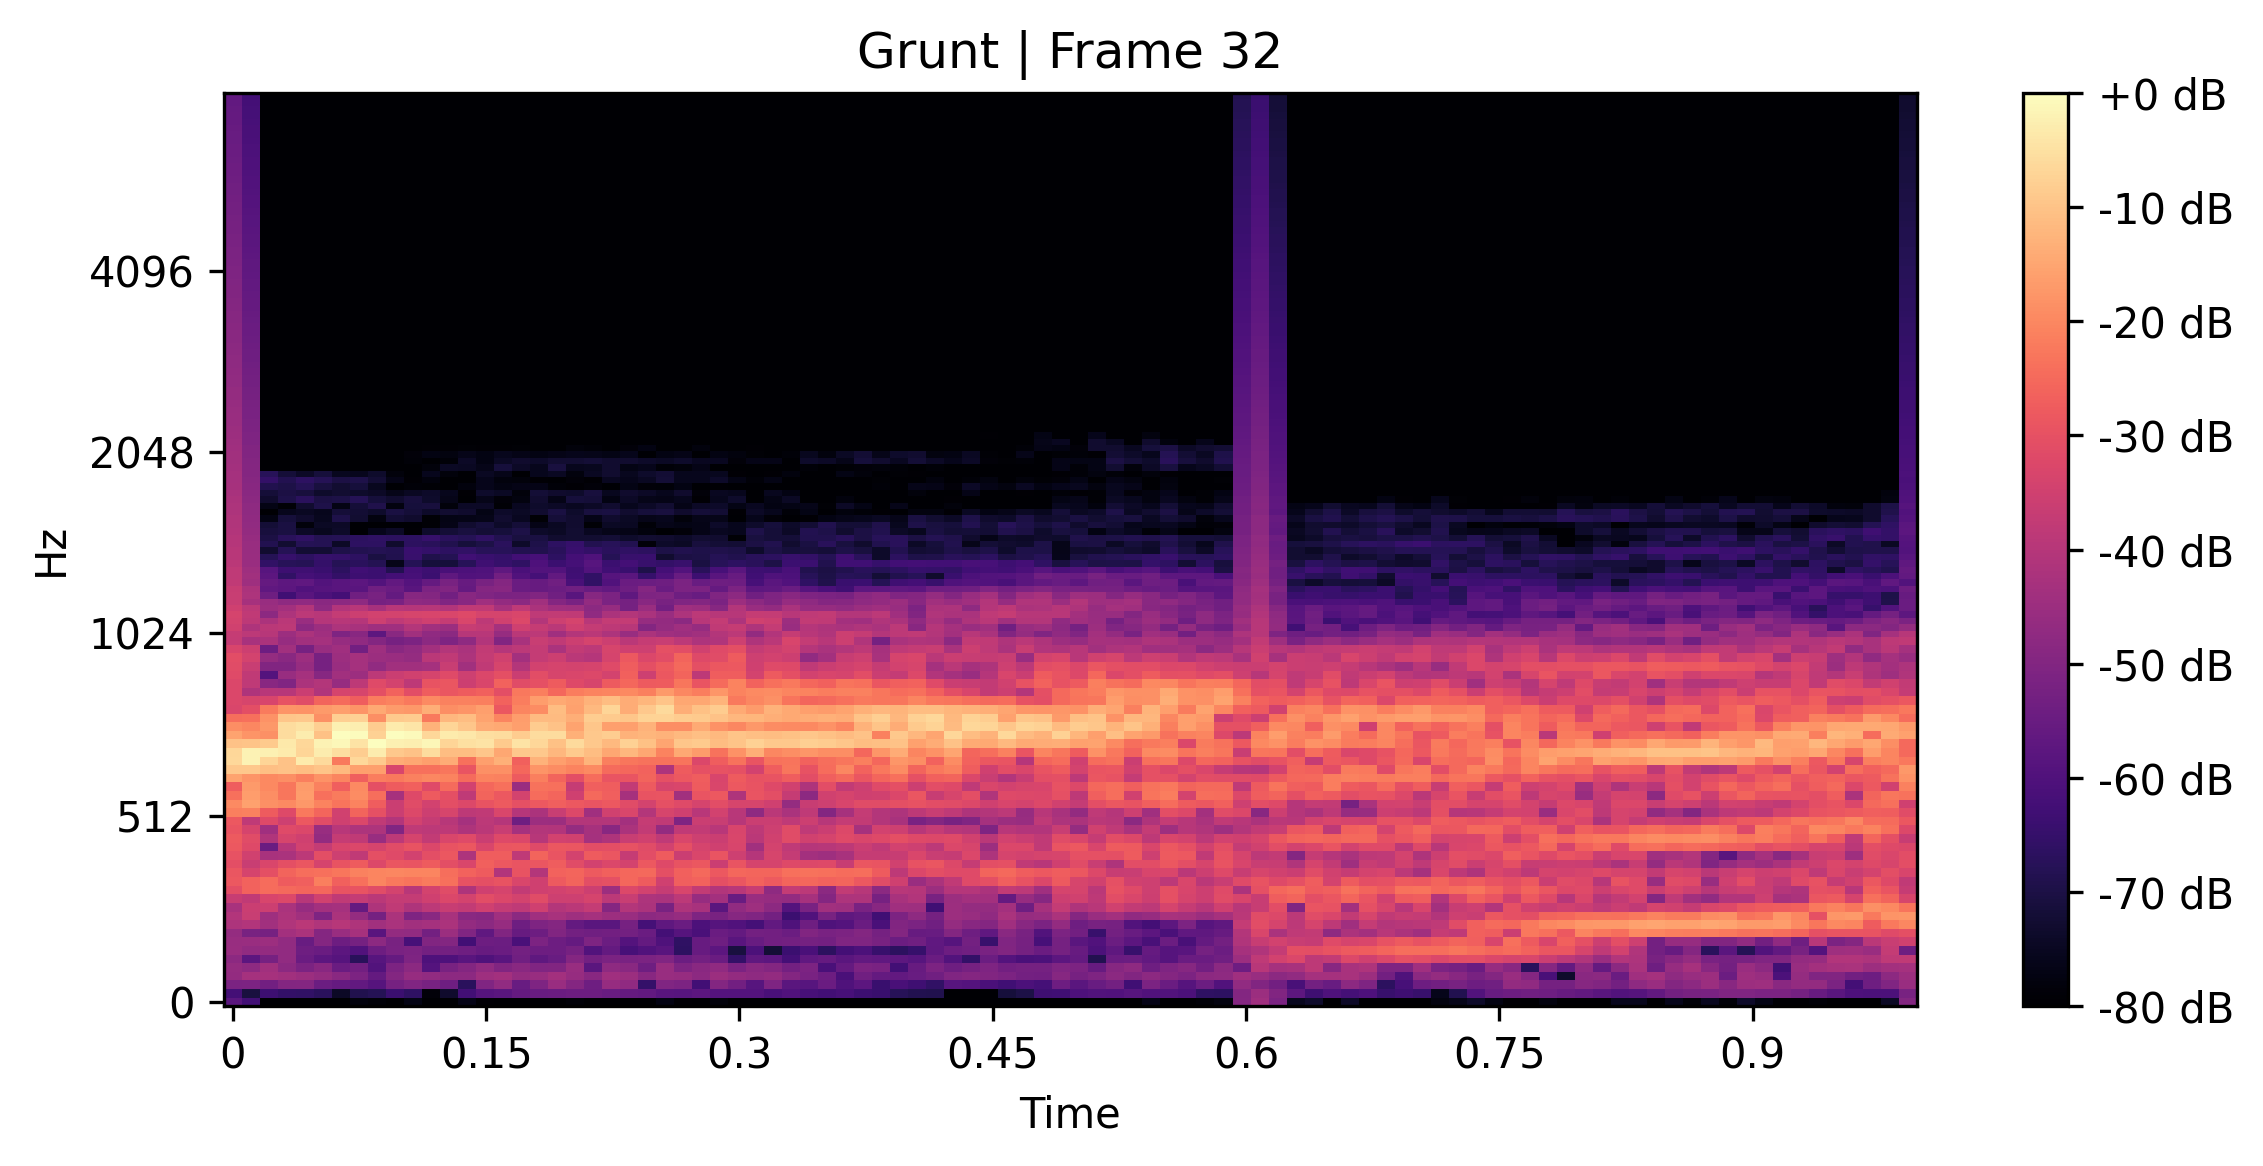 Grunt | Frame 32
+0 dB
-10 dB
-20 dB
-30 dB
-40 dB
-50 dB
-60 dB
-70 dB
-80 dB
Hz
4096
2048
1024
512
0
0 0.15 0.3 0.45 0.6 0.75 0.9
Time